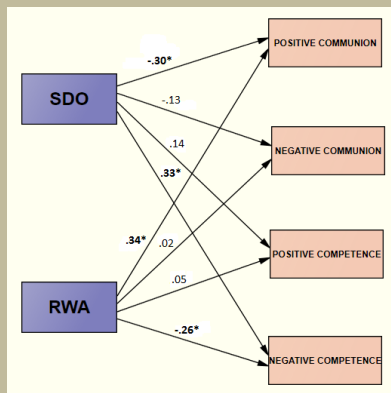 POSITIVE COMMUNION
-.30*
SDO
-.13
NEGATIVE COMMUNION
.14
.33*
.34*
.02
POSITIVE COMPETENCE
.05
RWA
-.26*
NEGATIVE COMPETENCE